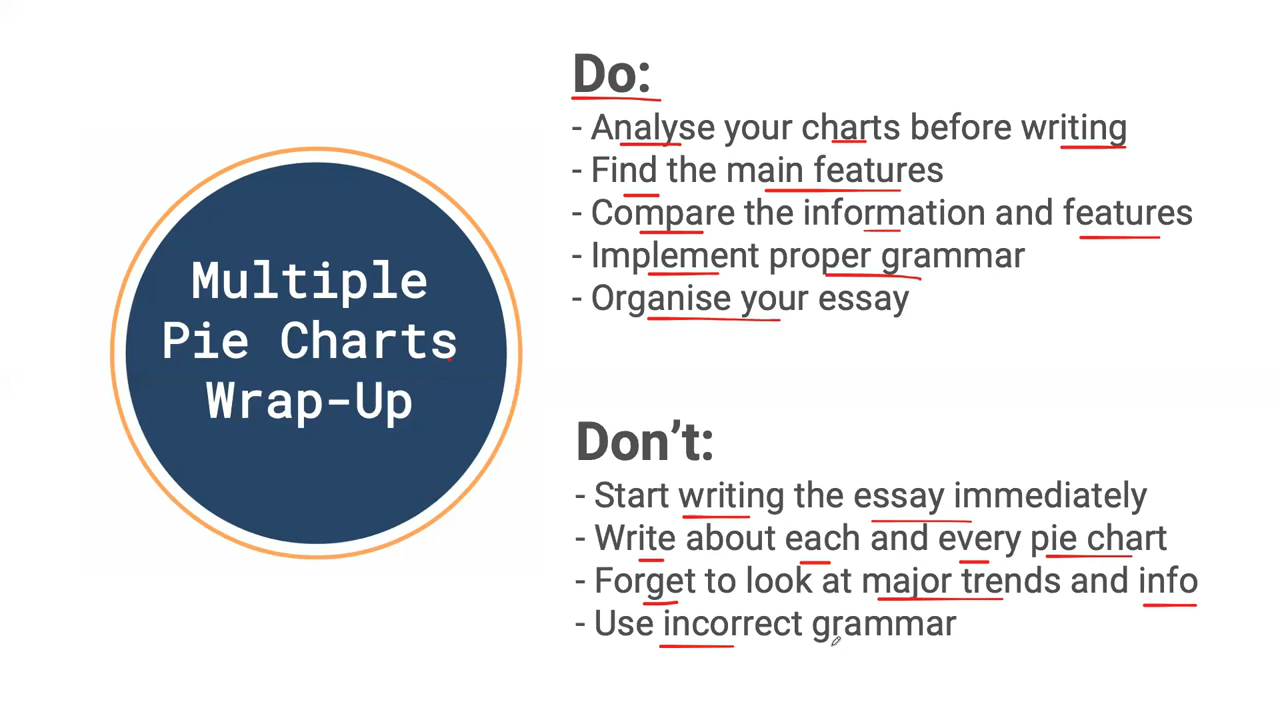 Multiple
Pie Charts
Wrap-Up
Do:
- Analyse your charts before writing
- Find the main features
- Compare the information and features
- Implement proper grammar
- Organise your essay
Don't:
- Start writing the essay immediately
- Write about each and every pie chart
- Forget to look at major trends and info
- Use incorrect grammar